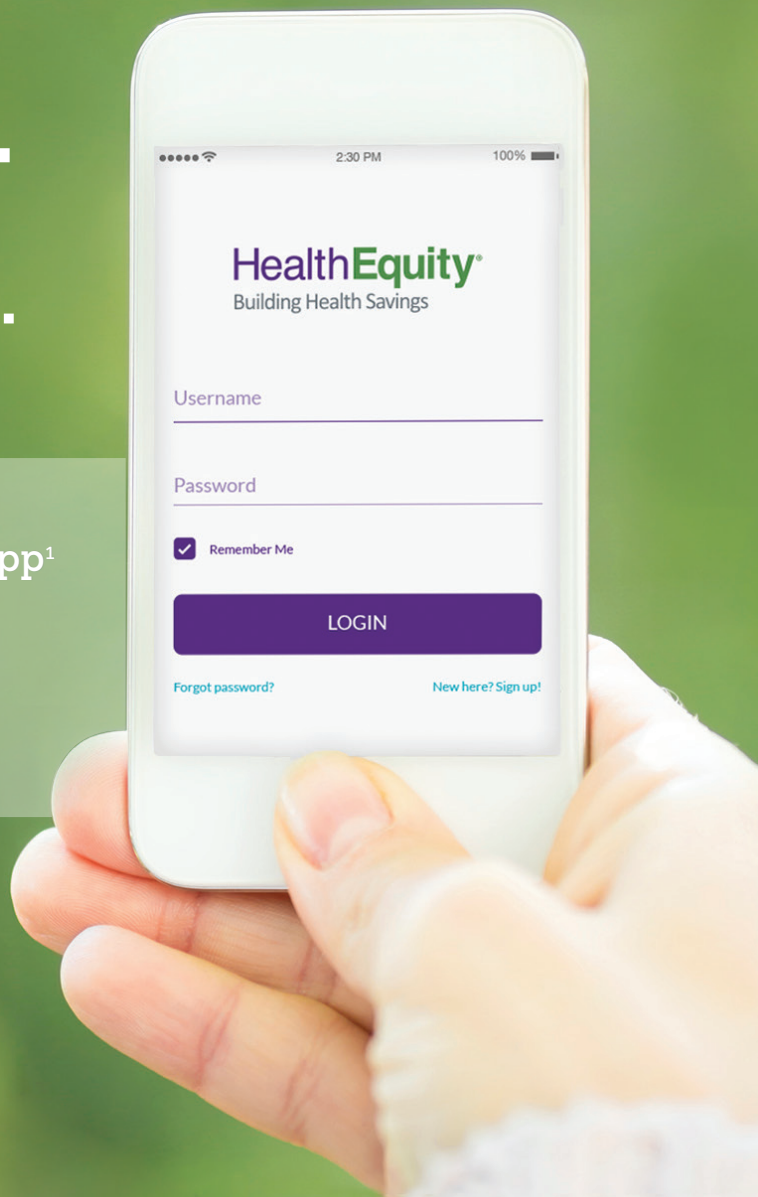 2:30 PM 100%
HealthEquity®
Building Health Savings
Username
Password
Remember Me
pp¹
LOGIN
Forgot password? New here? Sign up!